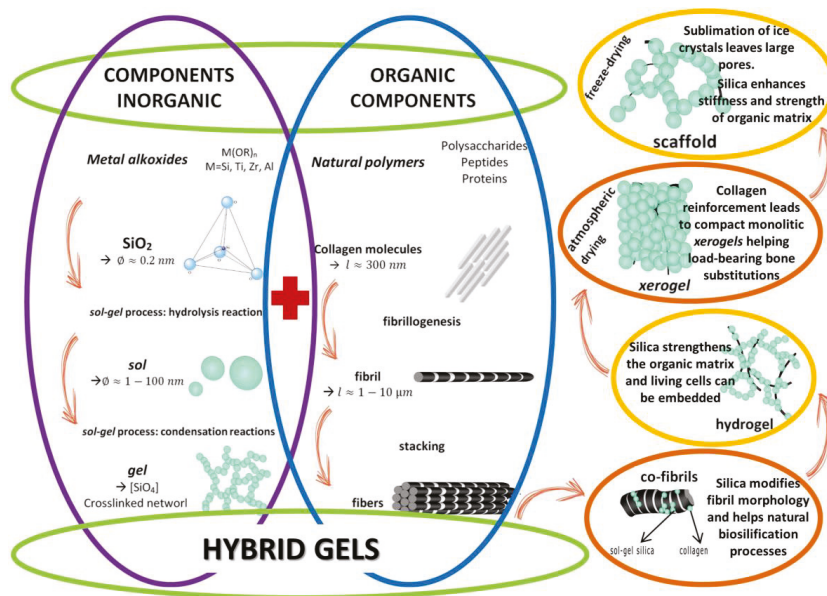 COMPONENTS
INORGANIC
Metal alkoxides
M(OR)n
M=Si, Ti, Zr, Al
SiO₂
→ ∅ ≈ 0.2 nm
sol-gel process: hydrolysis reaction
sol
→∅ ≈ 1 − 100 nm
sol-gel process: condensation reactions
gel
→ [SiO₄]
Crosslinked networl
ORGANIC
COMPONENTS
Natural polymers
Polysaccharides
Peptides
Proteins
Collagen molecules
→ l ≈ 300 nm
fibrillogenesis
fibril
→ l ≈ 1 − 10 μm
stacking
fibers
HYBRID GELS
co-fibrils
sol-gel silica
collagen
Silica modifies
fibril morphology
and helps natural
biosilification
processes
Silica strengthens
the organic matrix
and living cells can
be embedded
hydrogel
atmospheric
drying
xerogel
Collagen
reinforcement leads
to compact monolitic
xerogels helping
load-bearing bone
substitutions
freeze-drying
Sublimation of ice
crystals leaves large
pores.
Silica enhances
stiffness and strength
of organic matrix
scaffold